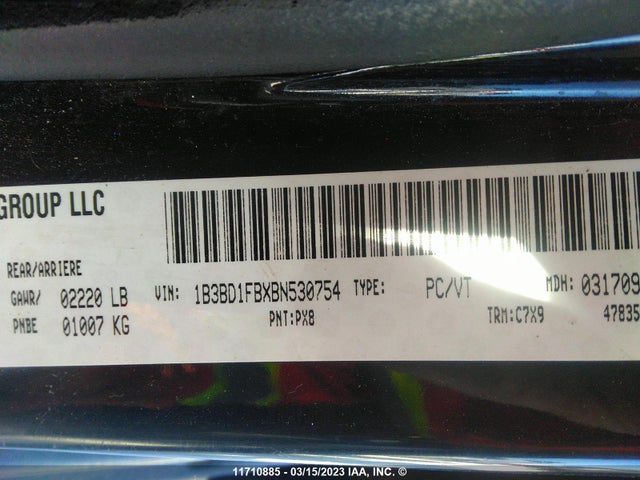 GROUP LLC
REAR/ARRIERE
GAWR/ 02220 LB VIN: 1B3BD1FBXBN530754 TYPE: PC/VT MDH: 031709
PNBE 01007 KG PNT:PX8 TRM:C7X9 47835
11710885 - 03/15/2023 IAA, INC. ©